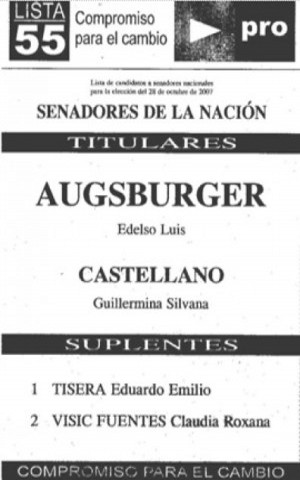 LISTA
55
Compromiso
para el cambio
pro
Lista de candidatos a senadores nacionales
para la elección del 28 de octubre de 2007
SENADORES DE LA NACIÓN
TITULARES
AUGSBURGER
Edelso Luis
CASTELLANO
Guillermina Silvana
SUPLENTES
1 TISERA Eduardo Emilio
2 VISIC FUENTES Claudia Roxana
COMPROMISO PARA EL CAMBIO